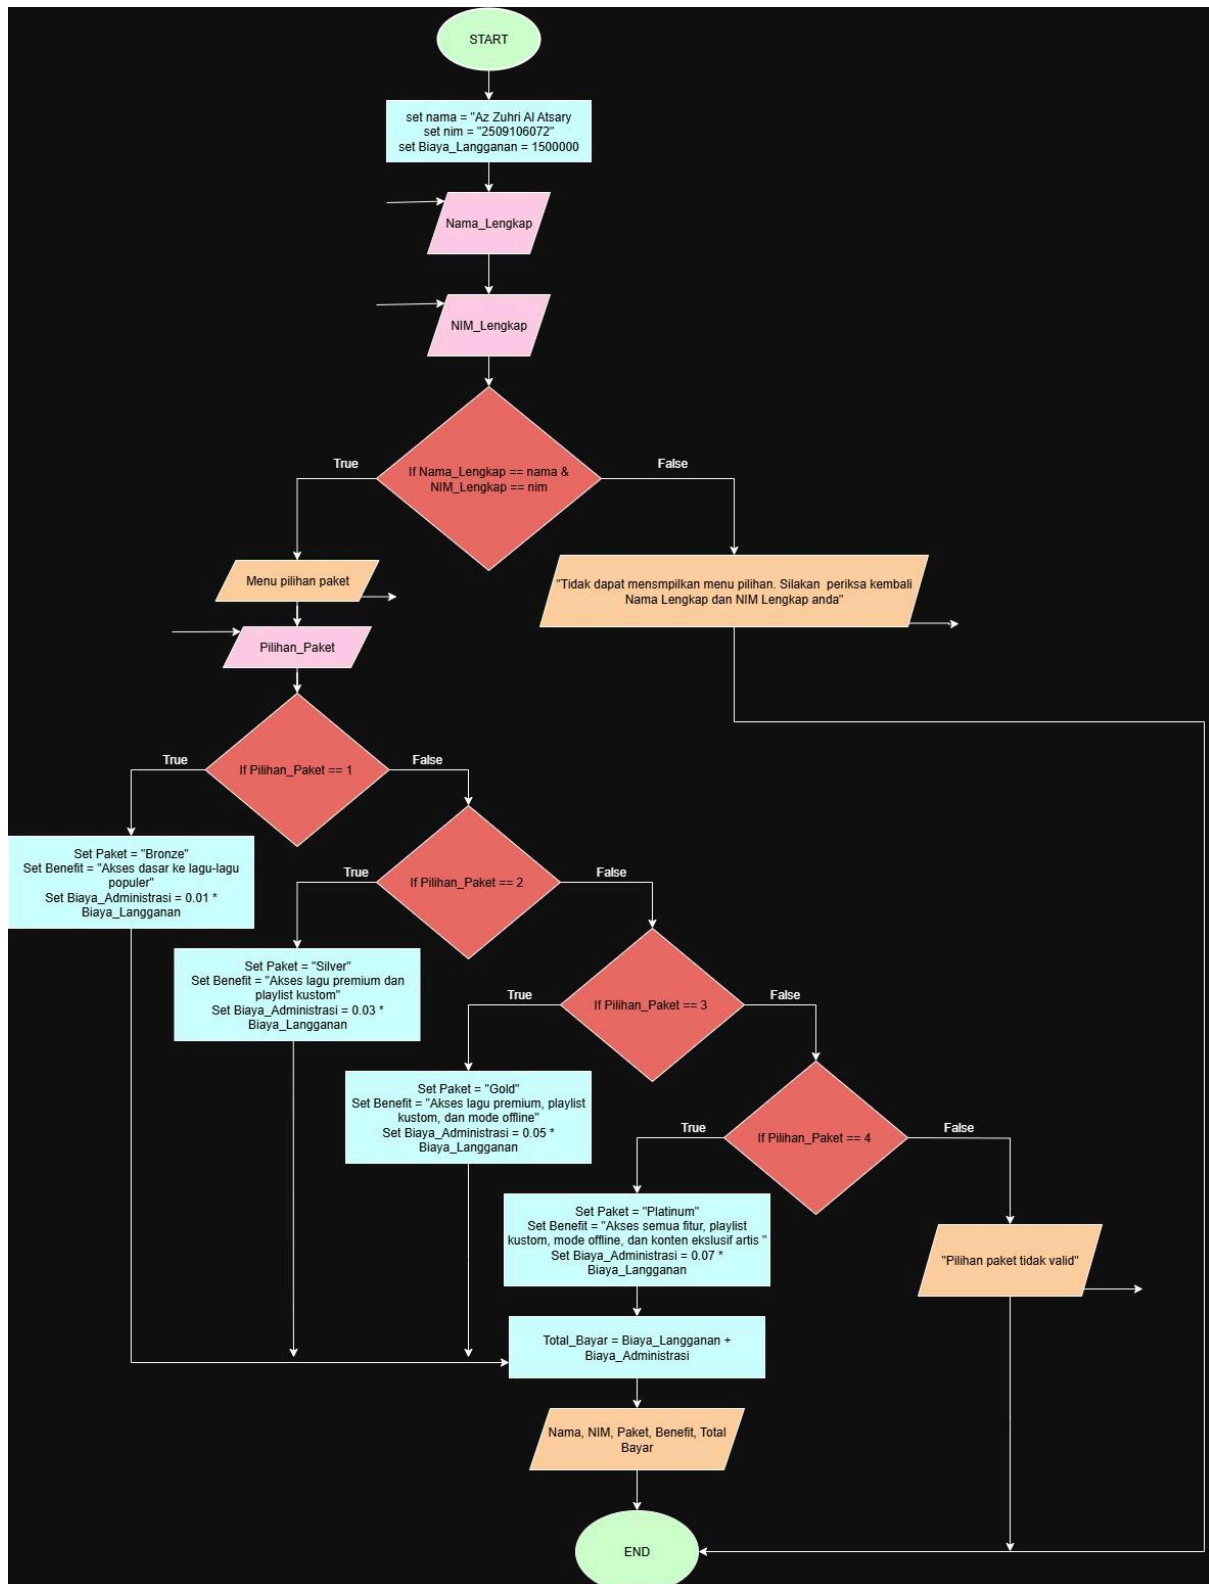 START
set nama = "Az Zuhri Al Atsary
set nim = "2509106072"
set Biaya_Langganan = 1500000
Nama_Lengkap
NIM_Lengkap
True
False
If Nama_Lengkap == nama &
NIM_Lengkap == nim
Menu pilihan paket
"Tidak dapat mensmpilkan menu pilihan. Silakan  periksa kembali
Nama Lengkap dan NIM Lengkap anda"
Pilihan_Paket
True
False
If Pilihan_Paket == 1
Set Paket = "Bronze"
Set Benefit = "Akses dasar ke lagu-lagu
populer"
Set Biaya_Administrasi = 0.01 *
Biaya_Langganan
True
False
If Pilihan_Paket == 2
Set Paket = "Silver"
Set Benefit = "Akses lagu premium dan
playlist kustom"
Set Biaya_Administrasi = 0.03 *
Biaya_Langganan
True
False
If Pilihan_Paket == 3
Set Paket = "Gold"
Set Benefit = "Akses lagu premium, playlist
kustom, dan mode offline"
Set Biaya_Administrasi = 0.05 *
Biaya_Langganan
True
False
If Pilihan_Paket == 4
Set Paket = "Platinum"
Set Benefit = "Akses semua fitur, playlist
kustom, mode offline, dan konten ekslusif artis "
Set Biaya_Administrasi = 0.07 *
Biaya_Langganan
"Pilihan paket tidak valid"
Total_Bayar = Biaya_Langganan +
Biaya_Administrasi
Nama, NIM, Paket, Benefit, Total
Bayar
END